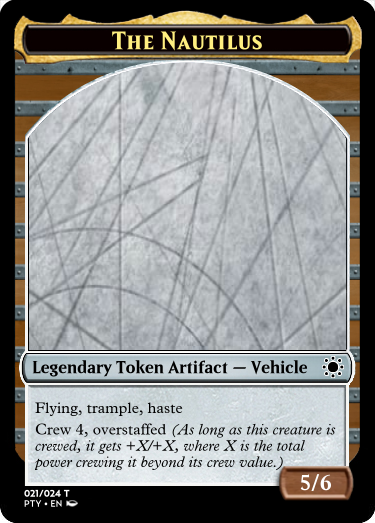 THE NAUTILUS
Legendary Token Artifact — Vehicle
Flying, trample, haste
Crew 4, overstaffed (As long as this creature is
crewed, it gets +X/+X, where X is the total
power crewing it beyond its crew value.)
5/6
021/024 T
PTY • EN